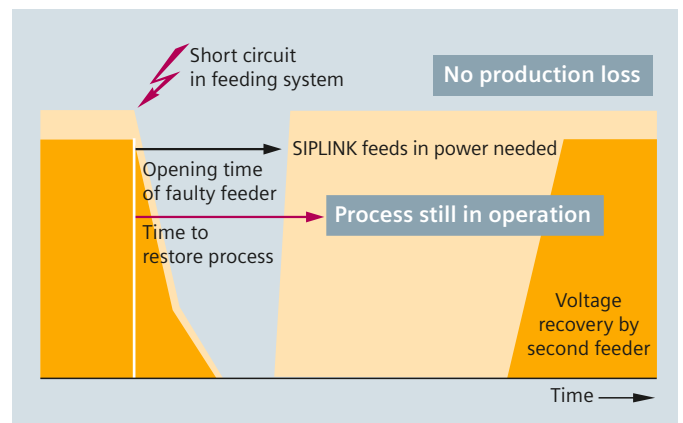 Short circuit
in feeding system
No production loss
SIPLINK feeds in power needed
Opening time
of faulty feeder
Process still in operation
Time to
restore process
Voltage
recovery by
second feeder
Time